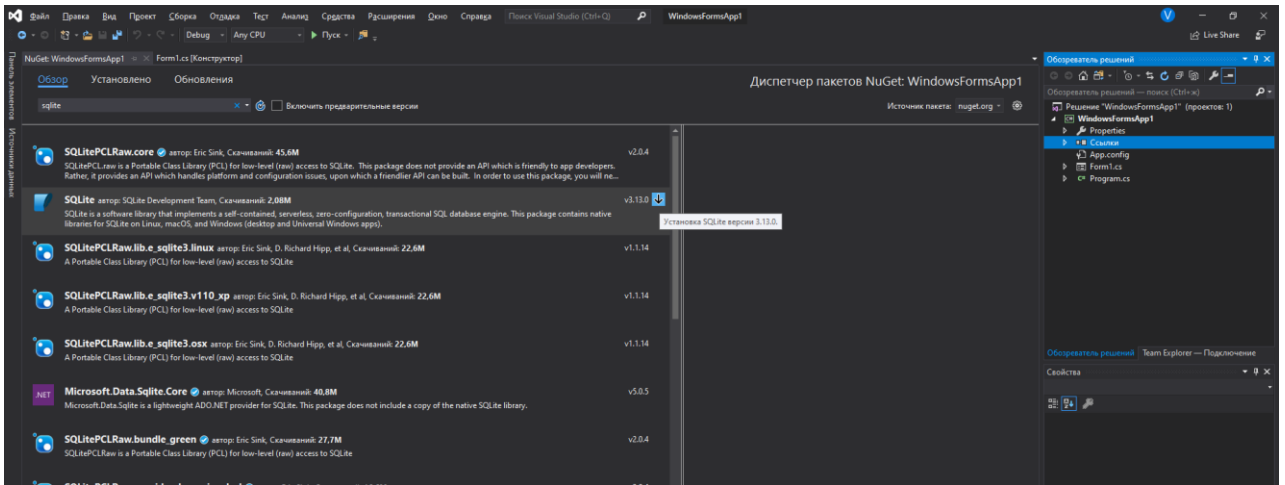 Файл Правка Вид Проект Сборка Отладка Тест Анализ Средства Расширения Окно Справка Поиск Visual Studio (Ctrl+Q) WindowsFormsApp1 V
Debug Any CPU Пуск Live Share
Панель элементов
Источники данных
NuGet: WindowsFormsApp1 Form1.cs [Конструктор]
Обзор Установлено Обновления Диспетчер пакетов NuGet: WindowsFormsApp1
sqlite Включить предварительные версии Источник пакета: nuget.org
SQLitePCLRaw.core автор: Eric Sink, Скачиваний: 45,6M v2.0.4
SQLitePCL.raw is a Portable Class Library (PCL) for low-level (raw) access to SQLite. This package does not provide an API which is friendly to app developers.
Rather, it provides an API which handles platform and configuration issues, upon which a friendlier API can be built. In order to use this package, you will ne...
SQLite автор: SQLite Development Team, Скачиваний: 2,08M v3.13.0
SQLite is a software library that implements a self-contained, serverless, zero-configuration, transactional SQL database engine. This package contains native
libraries for SQLite on Linux, macOS, and Windows (desktop and Universal Windows apps).
Установка SQLite версии 3.13.0.
SQLitePCLRaw.lib.e_sqlite3.linux автор: Eric Sink, D. Richard Hipp, et al, Скачиваний: 22,6M v1.1.14
A Portable Class Library (PCL) for low-level (raw) access to SQLite
SQLitePCLRaw.lib.e_sqlite3.v110_xp автор: Eric Sink, D. Richard Hipp, et al, Скачиваний: 22,6M v1.1.14
A Portable Class Library (PCL) for low-level (raw) access to SQLite
SQLitePCLRaw.lib.e_sqlite3.osx автор: Eric Sink, D. Richard Hipp, et al, Скачиваний: 22,6M v1.1.14
A Portable Class Library (PCL) for low-level (raw) access to SQLite
.NET Microsoft.Data.Sqlite.Core автор: Microsoft, Скачиваний: 40,8M v5.0.5
Microsoft.Data.Sqlite is a lightweight ADO.NET provider for SQLite. This package does not include a copy of the native SQLite library.
SQLitePCLRaw.bundle_green автор: Eric Sink, Скачиваний: 27,7M v2.0.4
SQLitePCLRaw is a Portable Class Library (PCL) for low-level (raw) access to SQLite
Обозреватель решений
Обозреватель решений — поиск (Ctrl+ж)
Решение "WindowsFormsApp1" (проектов: 1)
WindowsFormsApp1
Properties
Ссылки
App.config
Form1.cs
Program.cs
Обозреватель решений Team Explorer — Подключение
Свойства